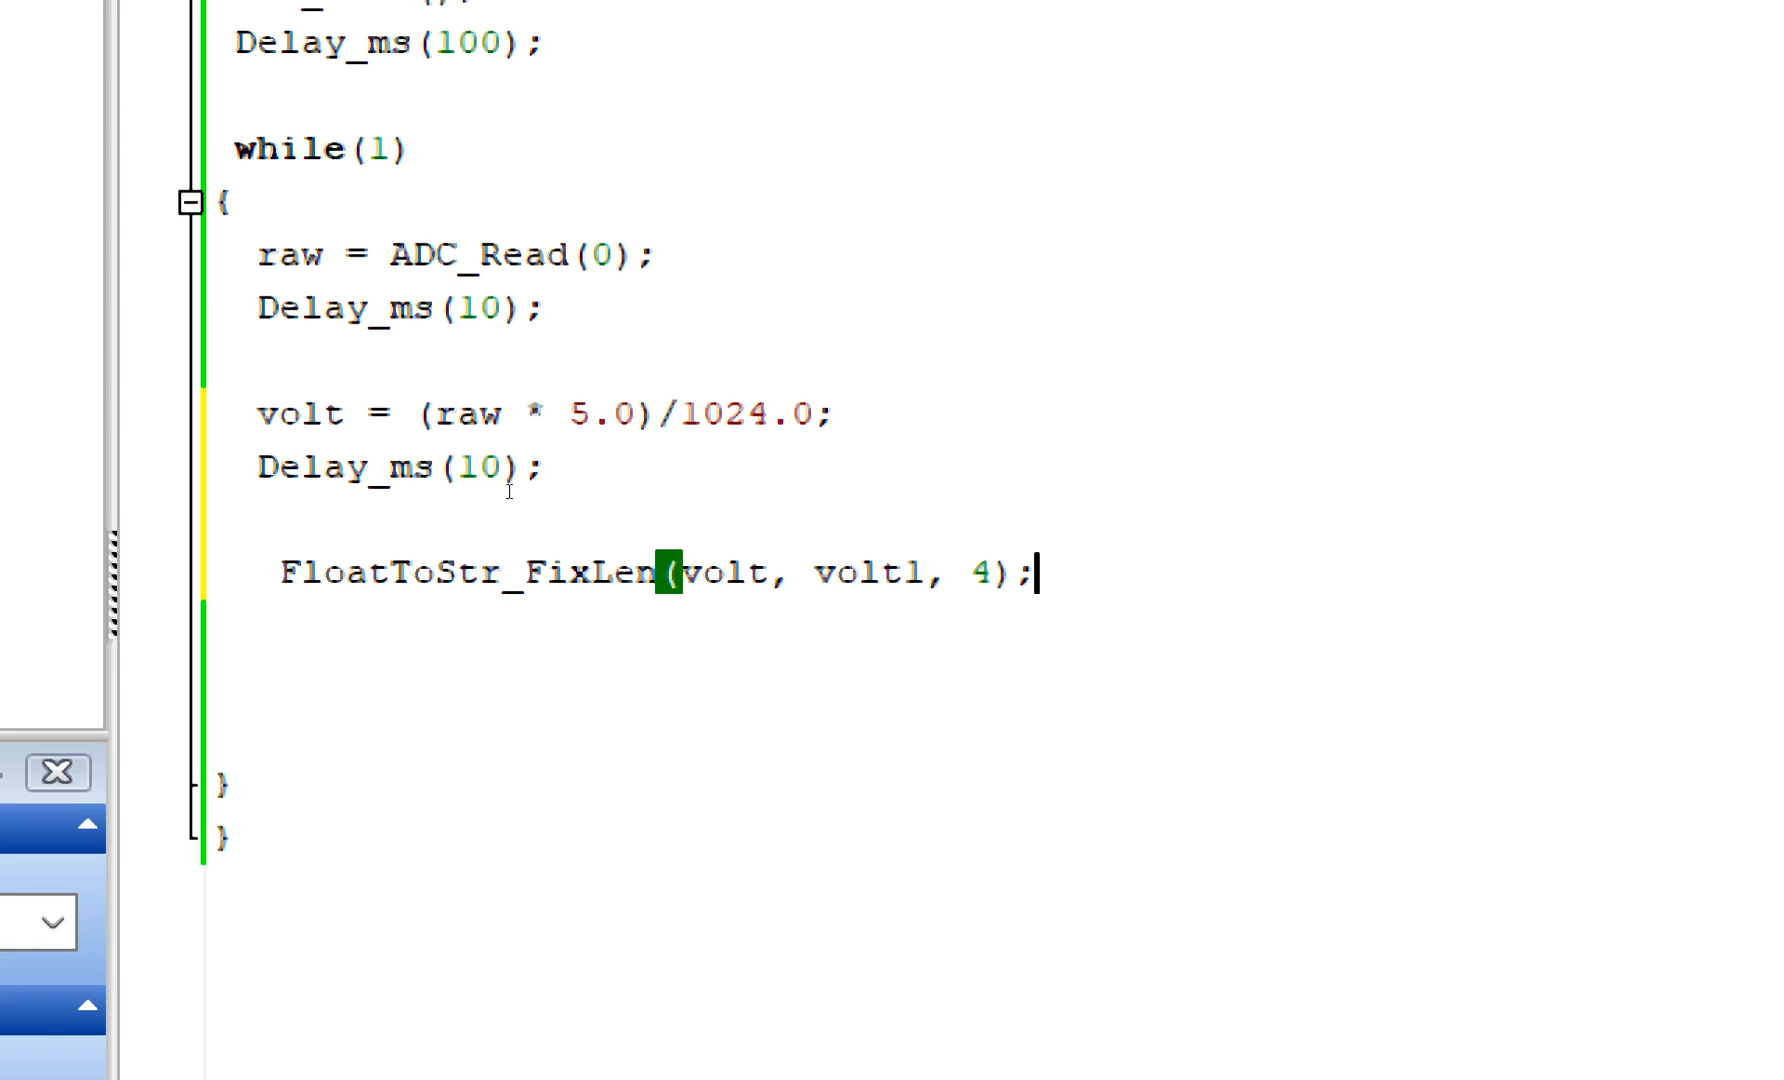 Delay_ms(100);
while(1)
{
raw = ADC_Read(0);
Delay_ms(10);
volt = (raw * 5.0)/1024.0;
Delay_ms(10);
FloatToStr_FixLen(volt, volt1, 4);
}
}